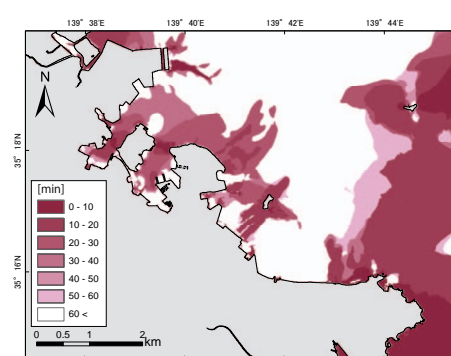 139° 38'E 139° 40'E 139° 42'E 139° 44'E
N
35° 18'N
35° 16'N
[min]
0 - 10
10 - 20
20 - 30
30 - 40
40 - 50
50 - 60
60 <
0 0.5 1 2
km